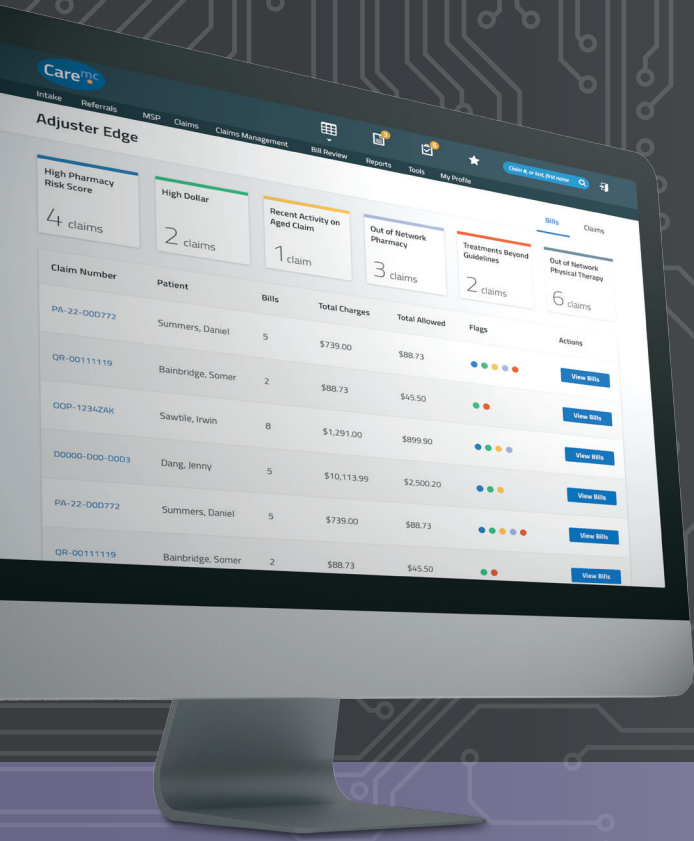 Caremc
Intake Referrals MSP Claims Claims Management Bill Review Reports Tools My Profile
Claim #, or last, first name
Adjuster Edge
Bills Claims
High Pharmacy
Risk Score
4 claims
High Dollar
2 claims
Recent Activity on
Aged Claim
1 claim
Out of Network
Pharmacy
3 claims
Treatments Beyond
Guidelines
2 claims
Out of Network
Physical Therapy
6 claims
Claim Number Patient Bills Total Charges Total Allowed Flags Actions
PA-22-D0D772 Summers, Daniel 5 $739.00 $88.73 View Bills
QR-00111119 Bainbridge, Somer 2 $88.73 $45.50 View Bills
OOP-1234ZAK Sawtile, Irwin 8 $1,291.00 $899.90 View Bills
D0000-D00-D0D3 Dang, Jenny 5 $10,113.99 $2,500.20 View Bills
PA-22-D0D772 Summers, Daniel 5 $739.00 $88.73 View Bills
QR-00111119 Bainbridge, Somer 2 $88.73 $45.50 View Bills